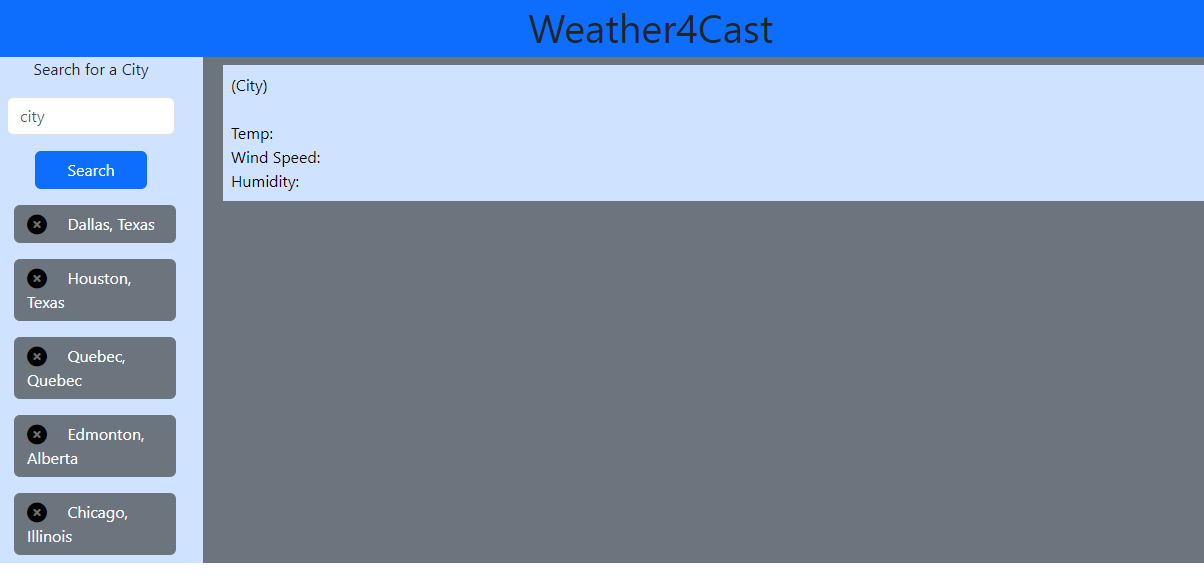 Weather4Cast
Search for a City
city
Search
Dallas, Texas
Houston,
Texas
Quebec,
Quebec
Edmonton,
Alberta
Chicago,
Illinois
(City)
Temp:
Wind Speed:
Humidity: